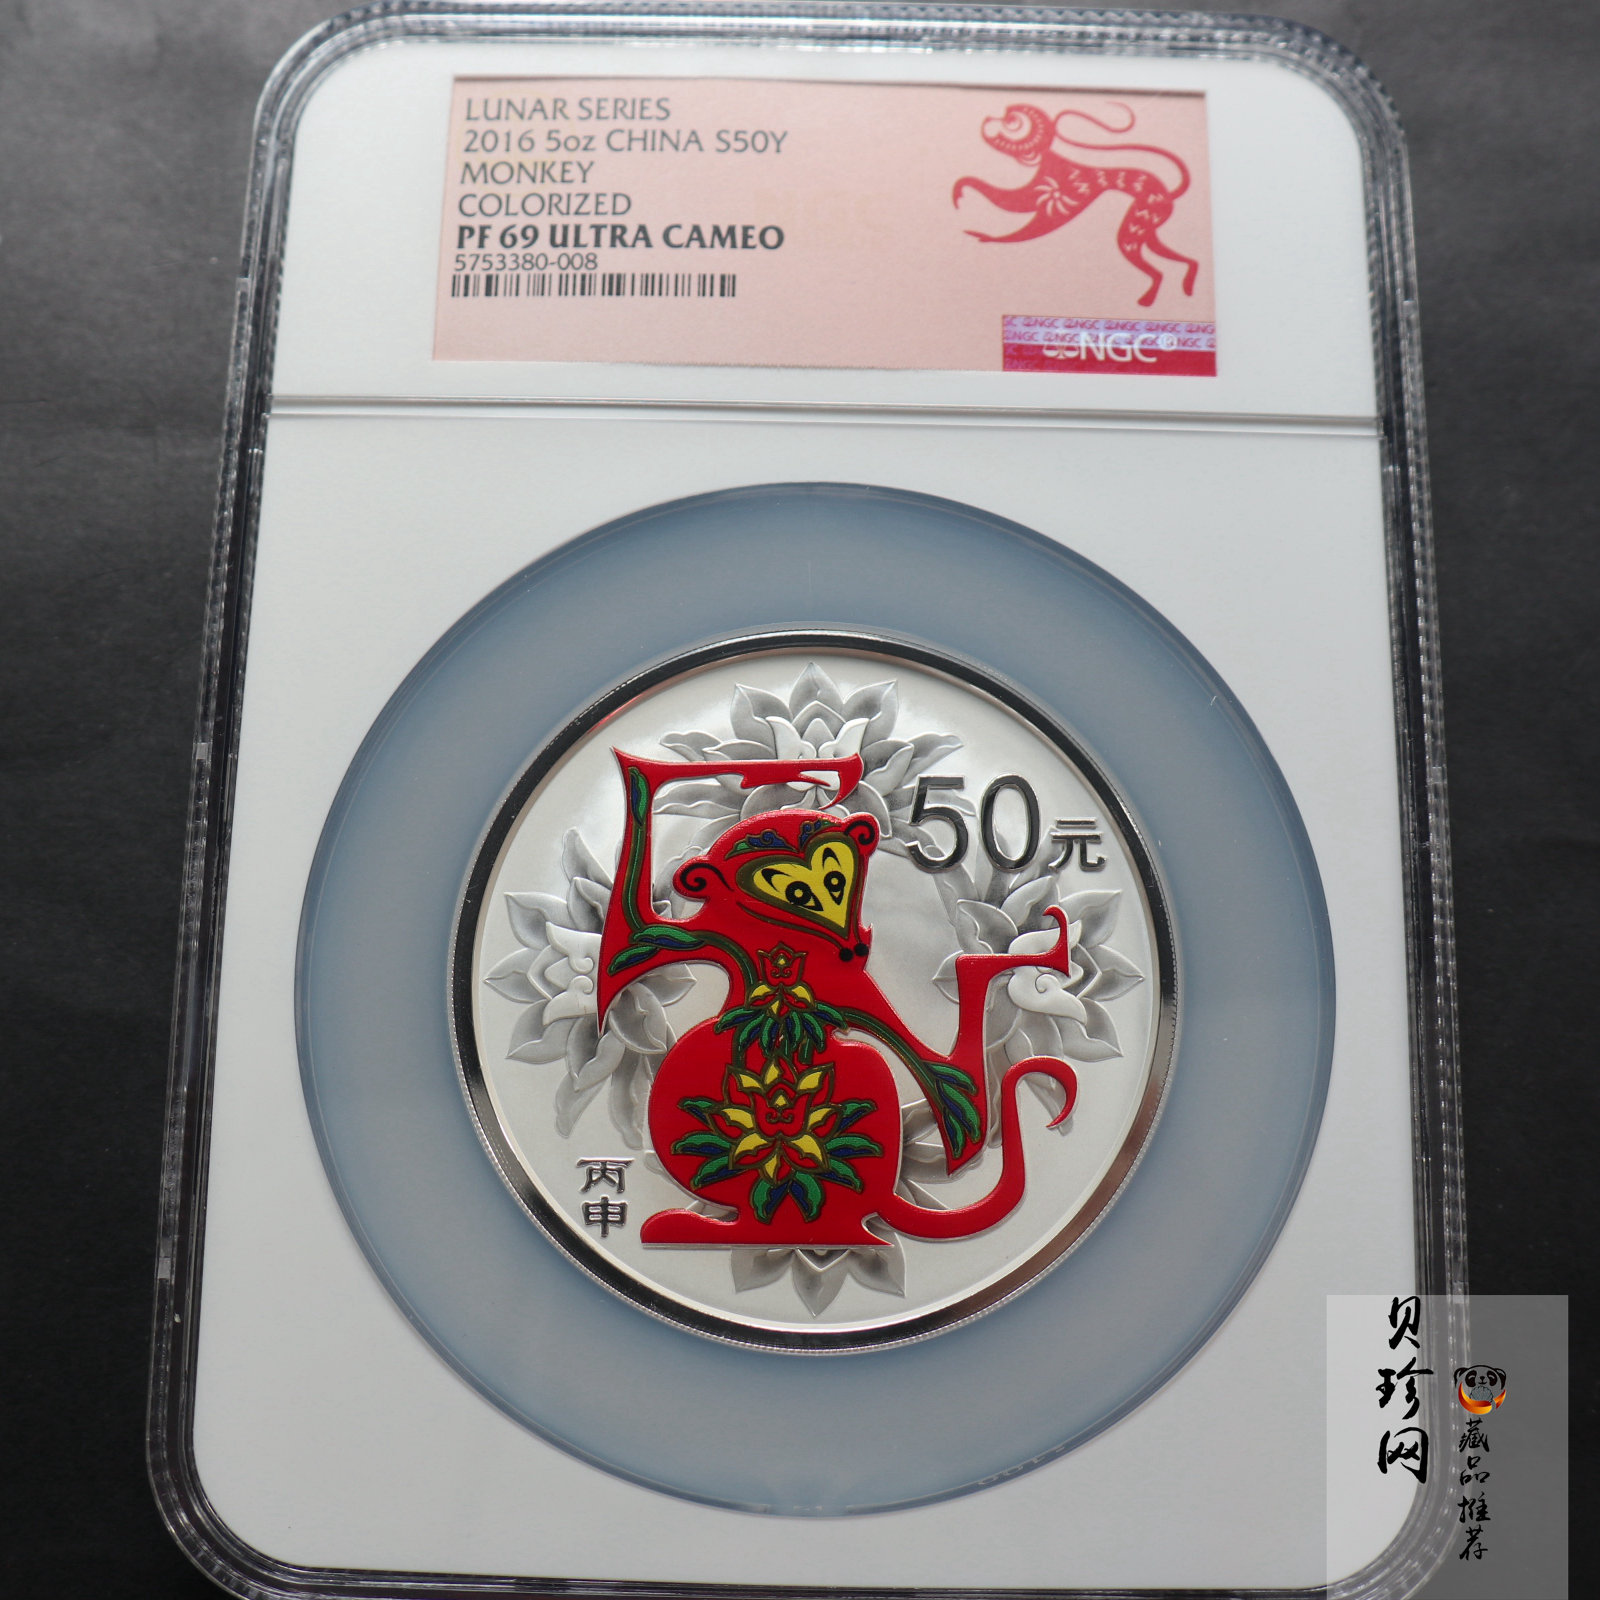 LUNAR SERIES
2016 5oz CHINA S50Y
MONKEY
COLORIZED
PF 69 ULTRA CAMEO
5753380-008
NGC
50元
丙申
贝珍网
藏品推荐